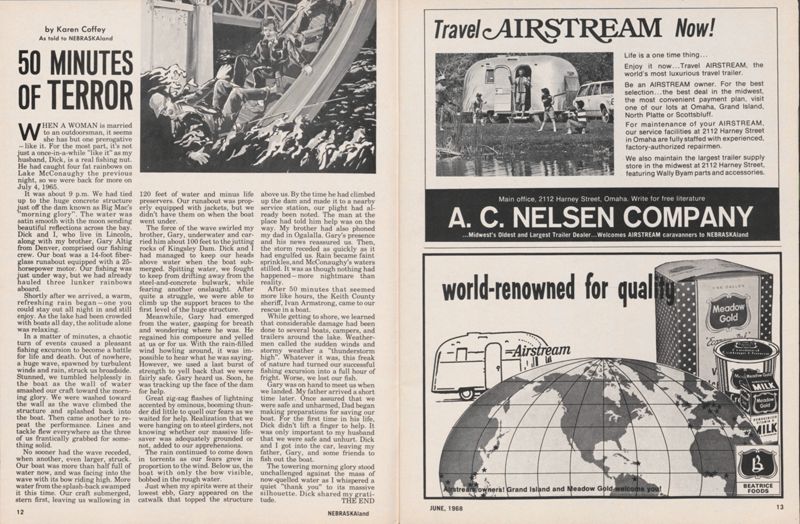 by Karen Coffey
As told to NEBRASKAland
50 MINUTES
OF TERROR
WHEN A WOMAN is married
to an outdoorsman, it seems
she has but one prerogative
—like it. For the most part, it's not
just a once-in-a-while "like it" as my
husband, Dick, is a real fishing nut.
He had caught four fat rainbows on
Lake McConaughy the previous
night, so we were back for more on
July 4, 1965.
It was about 9 p.m. We had tied
up to the huge concrete structure
just off the dam known as Big Mac's
"morning glory". The water was
satin smooth with the moon sending
beautiful reflections across the bay.
Dick and I, who live in Lincoln,
along with my brother, Gary Altig
from Denver, comprised our fishing
crew. Our boat was a 14-foot fiber-
glass runabout equipped with a 25-
horsepower motor. Our fishing was
just under way, but we had already
hauled three lunker rainbows
aboard.
Shortly after we arrived, a warm,
refreshing rain began—one you
could stay out all night in and still
enjoy. As the lake had been crowded
with boats all day, the solitude alone
was relaxing.
In a matter of minutes, a chaotic
turn of events caused a pleasant
fishing excursion to become a battle
for life and death. Out of nowhere,
a huge wave, spawned by turbulent
winds and rain, struck us broadside.
Stunned, we tumbled helplessly in
the boat as the wall of water
smashed our craft toward the morn-
ing glory. We were washed toward
the wall as the wave climbed the
structure and splashed back into
the boat. Then came another to re-
peat the performance. Lines and
tackle flew everywhere as the three
of us frantically grabbed for some-
thing solid.
No sooner had the wave receded,
when another, even larger, struck.
Our boat was more than half full of
water now, and was facing into the
wave with its bow riding high. More
water from the splash-back swamped
it this time. Our craft submerged,
stern first, leaving us wallowing in
120 feet of water and minus life
preservers. Our runabout was prop-
erly equipped with jackets, but we
didn't have them on when the boat
went under.
The force of the wave swirled my
brother, Gary, underwater and car-
ried him about 100 feet to the jutting
rocks of Kingsley Dam. Dick and I
had managed to keep our heads
above water when the boat sub-
merged. Spitting water, we fought
to keep from drifting away from the
steel-and-concrete bulwark, while
fearing another onslaught. After
quite a struggle, we were able to
climb up the support braces to the
first level of the huge structure.
Meanwhile, Gary had emerged
from the water, gasping for breath
and wondering where he was. He
regained his composure and yelled
at us or for us. With the rain-filled
wind howling around, it was im-
possible to hear what he was saying.
However, we used a last burst of
strength to yell back that we were
fairly safe. Gary heard us. Soon, he
was tracking up the face of the dam
for help.
Great zig-zag flashes of lightning
accented by ominous, booming thun-
der did little to quell our fears as we
waited for help. Realization that we
were hanging on to steel girders, not
knowing whether our massive life-
saver was adequately grounded or
not, added to our apprehensions.
The rain continued to come down
in torrents as our fears grew in
proportion to the wind. Below us, the
boat with only the bow visible,
bobbed in the rough water.
Just when my spirits were at their
lowest ebb, Gary appeared on the
catwalk that topped the structure
above us. By the time he had climbed
up the dam and made it to a nearby
service station, our plight had al-
ready been noted. The man at the
place had told him help was on the
way. My brother had also phoned
my dad in Ogalalla. Gary's presence
and his news reassured us. Then,
the storm receded as quickly as it
had engulfed us. Rain became faint
sprinkles, and McConaughy's waters
stilled. It was as though nothing had
happened—more nightmare than
reality.
After 50 minutes that seemed
more like hours, the Keith County
sheriff, Ivan Armstrong, came to our
rescue in a boat.
While getting to shore, we learned
that considerable damage had been
done to several boats, campers, and
trailers around the lake. Weather-
men called the sudden winds and
stormy weather a "thunderstorm
high". Whatever it was, this freak
of nature had turned our successful
fishing excursion into a full hour of
fright. Worse, we lost our fish.
Gary was on hand to meet us when
we landed. My father arrived a short
time later. Once assured that we
were safe and unharmed, Dad began
making preparations for saving our
boat. For the first time in his life,
Dick didn't lift a finger to help. It
was only important to my husband
that we were safe and unhurt. Dick
and I got into the car, leaving my
father, Gary, and some friends to
fish out the boat.
The towering morning glory stood
unchallenged against the mass of
now-quelled water as I whispered a
quiet "thank you" to its massive
silhouette. Dick shared my grati-
tude. THE END
12
NEBRASKAland
Travel AIRSTREAM Now!
Life is a one time thing...
Enjoy it now...Travel AIRSTREAM, the
world's most luxurious travel trailer.
Be an AIRSTREAM owner. For the best
selection...the best deal in the midwest,
the most convenient payment plan, visit
one of our lots at Omaha, Grand Island,
North Platte or Scottsbluff.
For maintenance of your AIRSTREAM,
our service facilities at 2112 Harney Street
in Omaha are fully staffed with experienced,
factory-authorized repairmen.
We also maintain the largest trailer supply
store in the midwest at 2112 Harney Street,
featuring Wally Byam parts and accessories.
Main office, 2112 Harney Street, Omaha. Write for free literature
A. C. NELSEN COMPANY
...Midwest's Oldest and Largest Trailer Dealer...Welcomes AIRSTREAM caravanners to NEBRASKAland
world-renowned for quality
Airstream
Meadow
Gold
Meadow Gold
MILK
Meadow
Gold
MILK
Airstream owners! Grand Island and Meadow Gold welcomes you!
BEATRICE
FOODS
JUNE, 1968
13